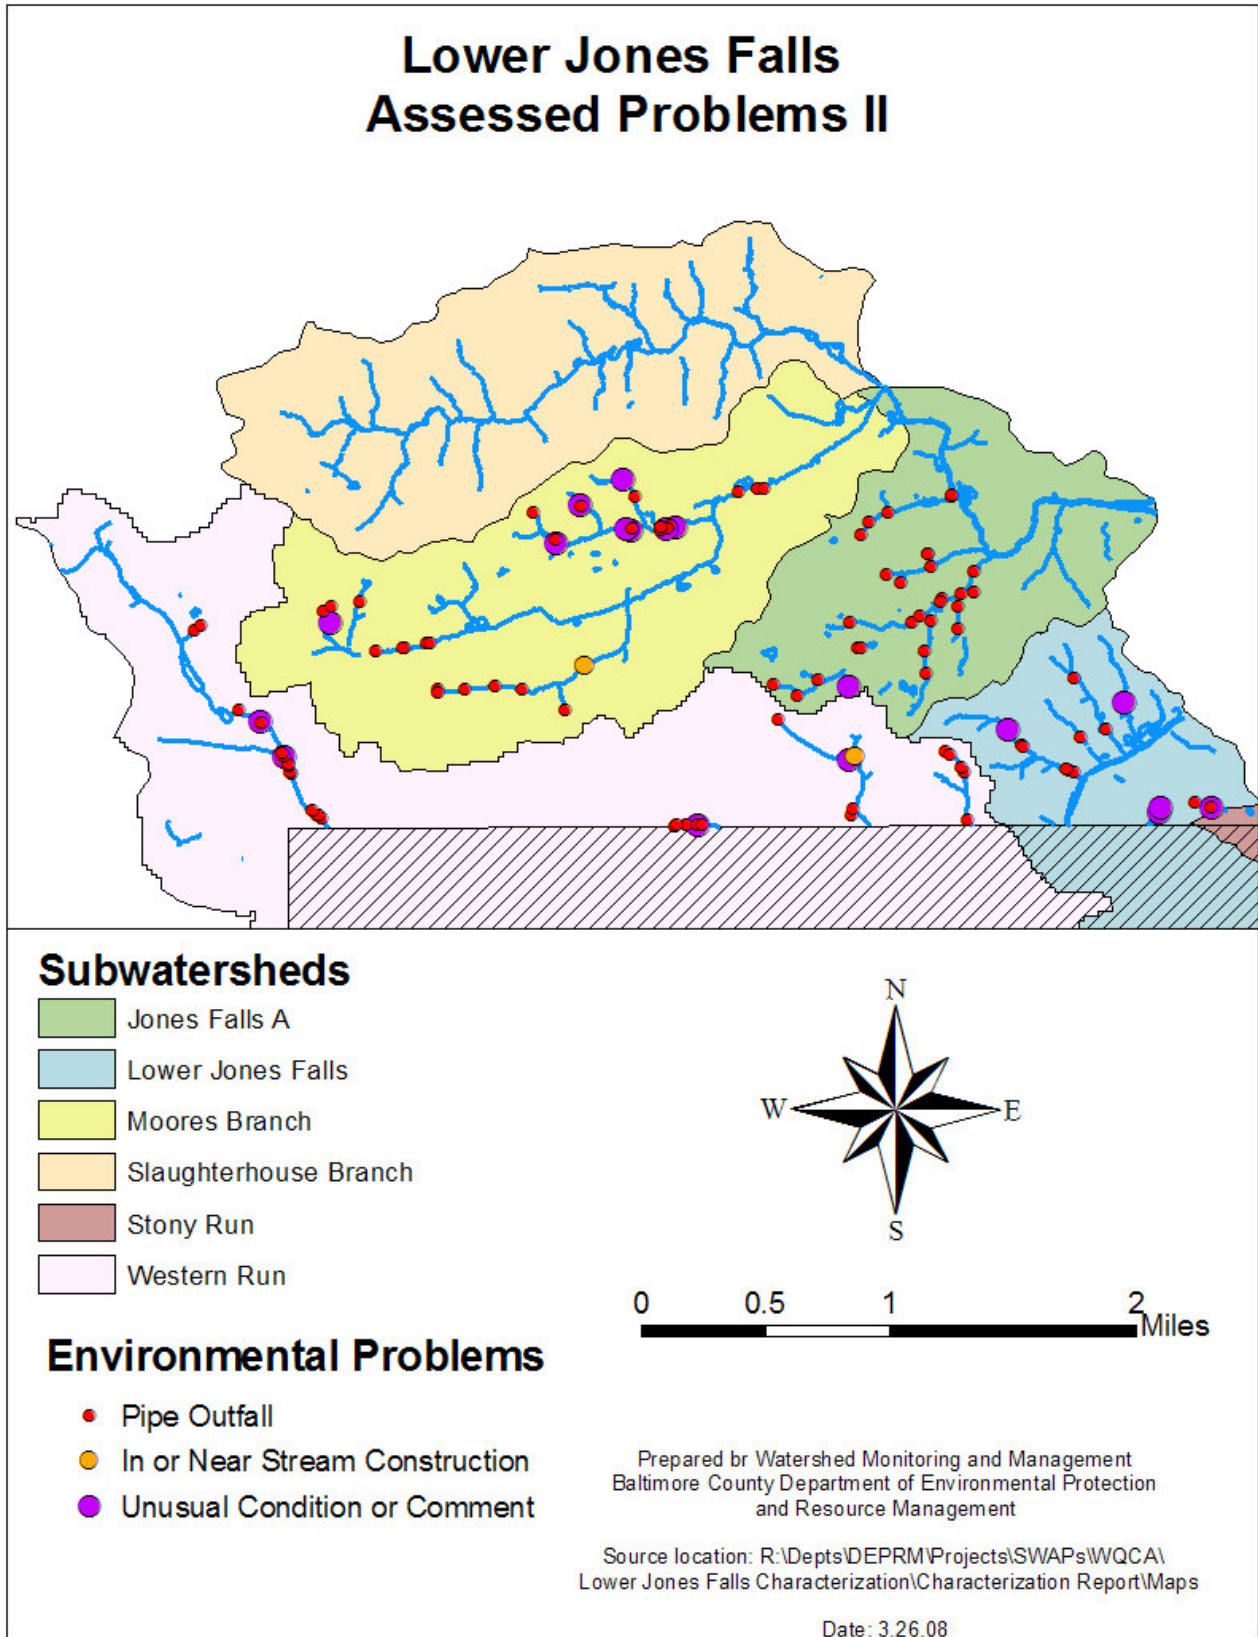 Lower Jones Falls
Assessed Problems II
Subwatersheds
Jones Falls A
Lower Jones Falls
Moores Branch
Slaughterhouse Branch
Stony Run
Western Run
N
W
E
S
0 0.5 1 2
Miles
Environmental Problems
Pipe Outfall
In or Near Stream Construction
Unusual Condition or Comment
Prepared br Watershed Monitoring and Management
Baltimore County Department of Environmental Protection
and Resource Management
Source location: R:\Depts\DEPRM\Projects\SWAPs\WQCA\
Lower Jones Falls Characterization\Characterization Report\Maps
Date: 3.26.08